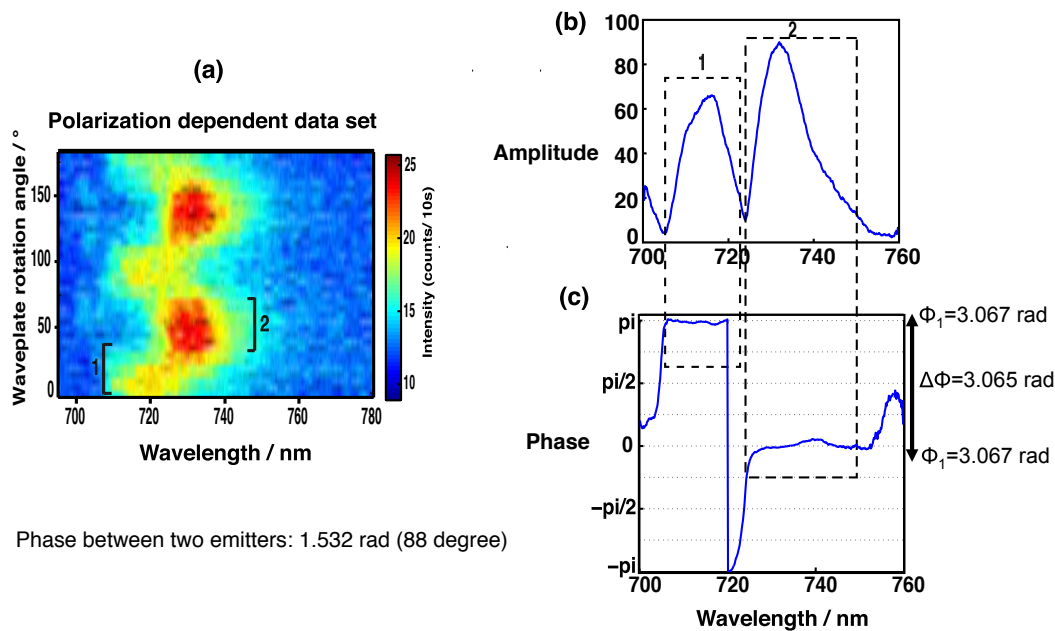 (a)
Polarization dependent data set
Waveplate rotation angle / °
150
100
50
0
1
2
700 720 740 760 780
Wavelength / nm
25
20
15
10
Intensity (counts/ 10s)
Phase between two emitters: 1.532 rad (88 degree)
(b)
100
80
60
40
20
0
Amplitude
1
2
700 720 740 760
(c)
pi
pi/2
0
−pi/2
−pi
Phase
700 720 740 760
Wavelength / nm
Φ₁=3.067 rad
ΔΦ=3.065 rad
Φ₁=3.067 rad